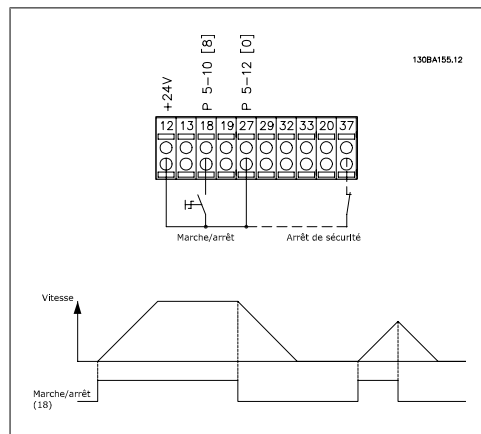 130BA155.12
+24V
P 5-10 [8]
P 5-12 [0]
12 13 18 19 27 29 32 33 20 37
Marche/arrêt
Arrêt de sécurité
Vitesse
Marche/arrêt
(18)